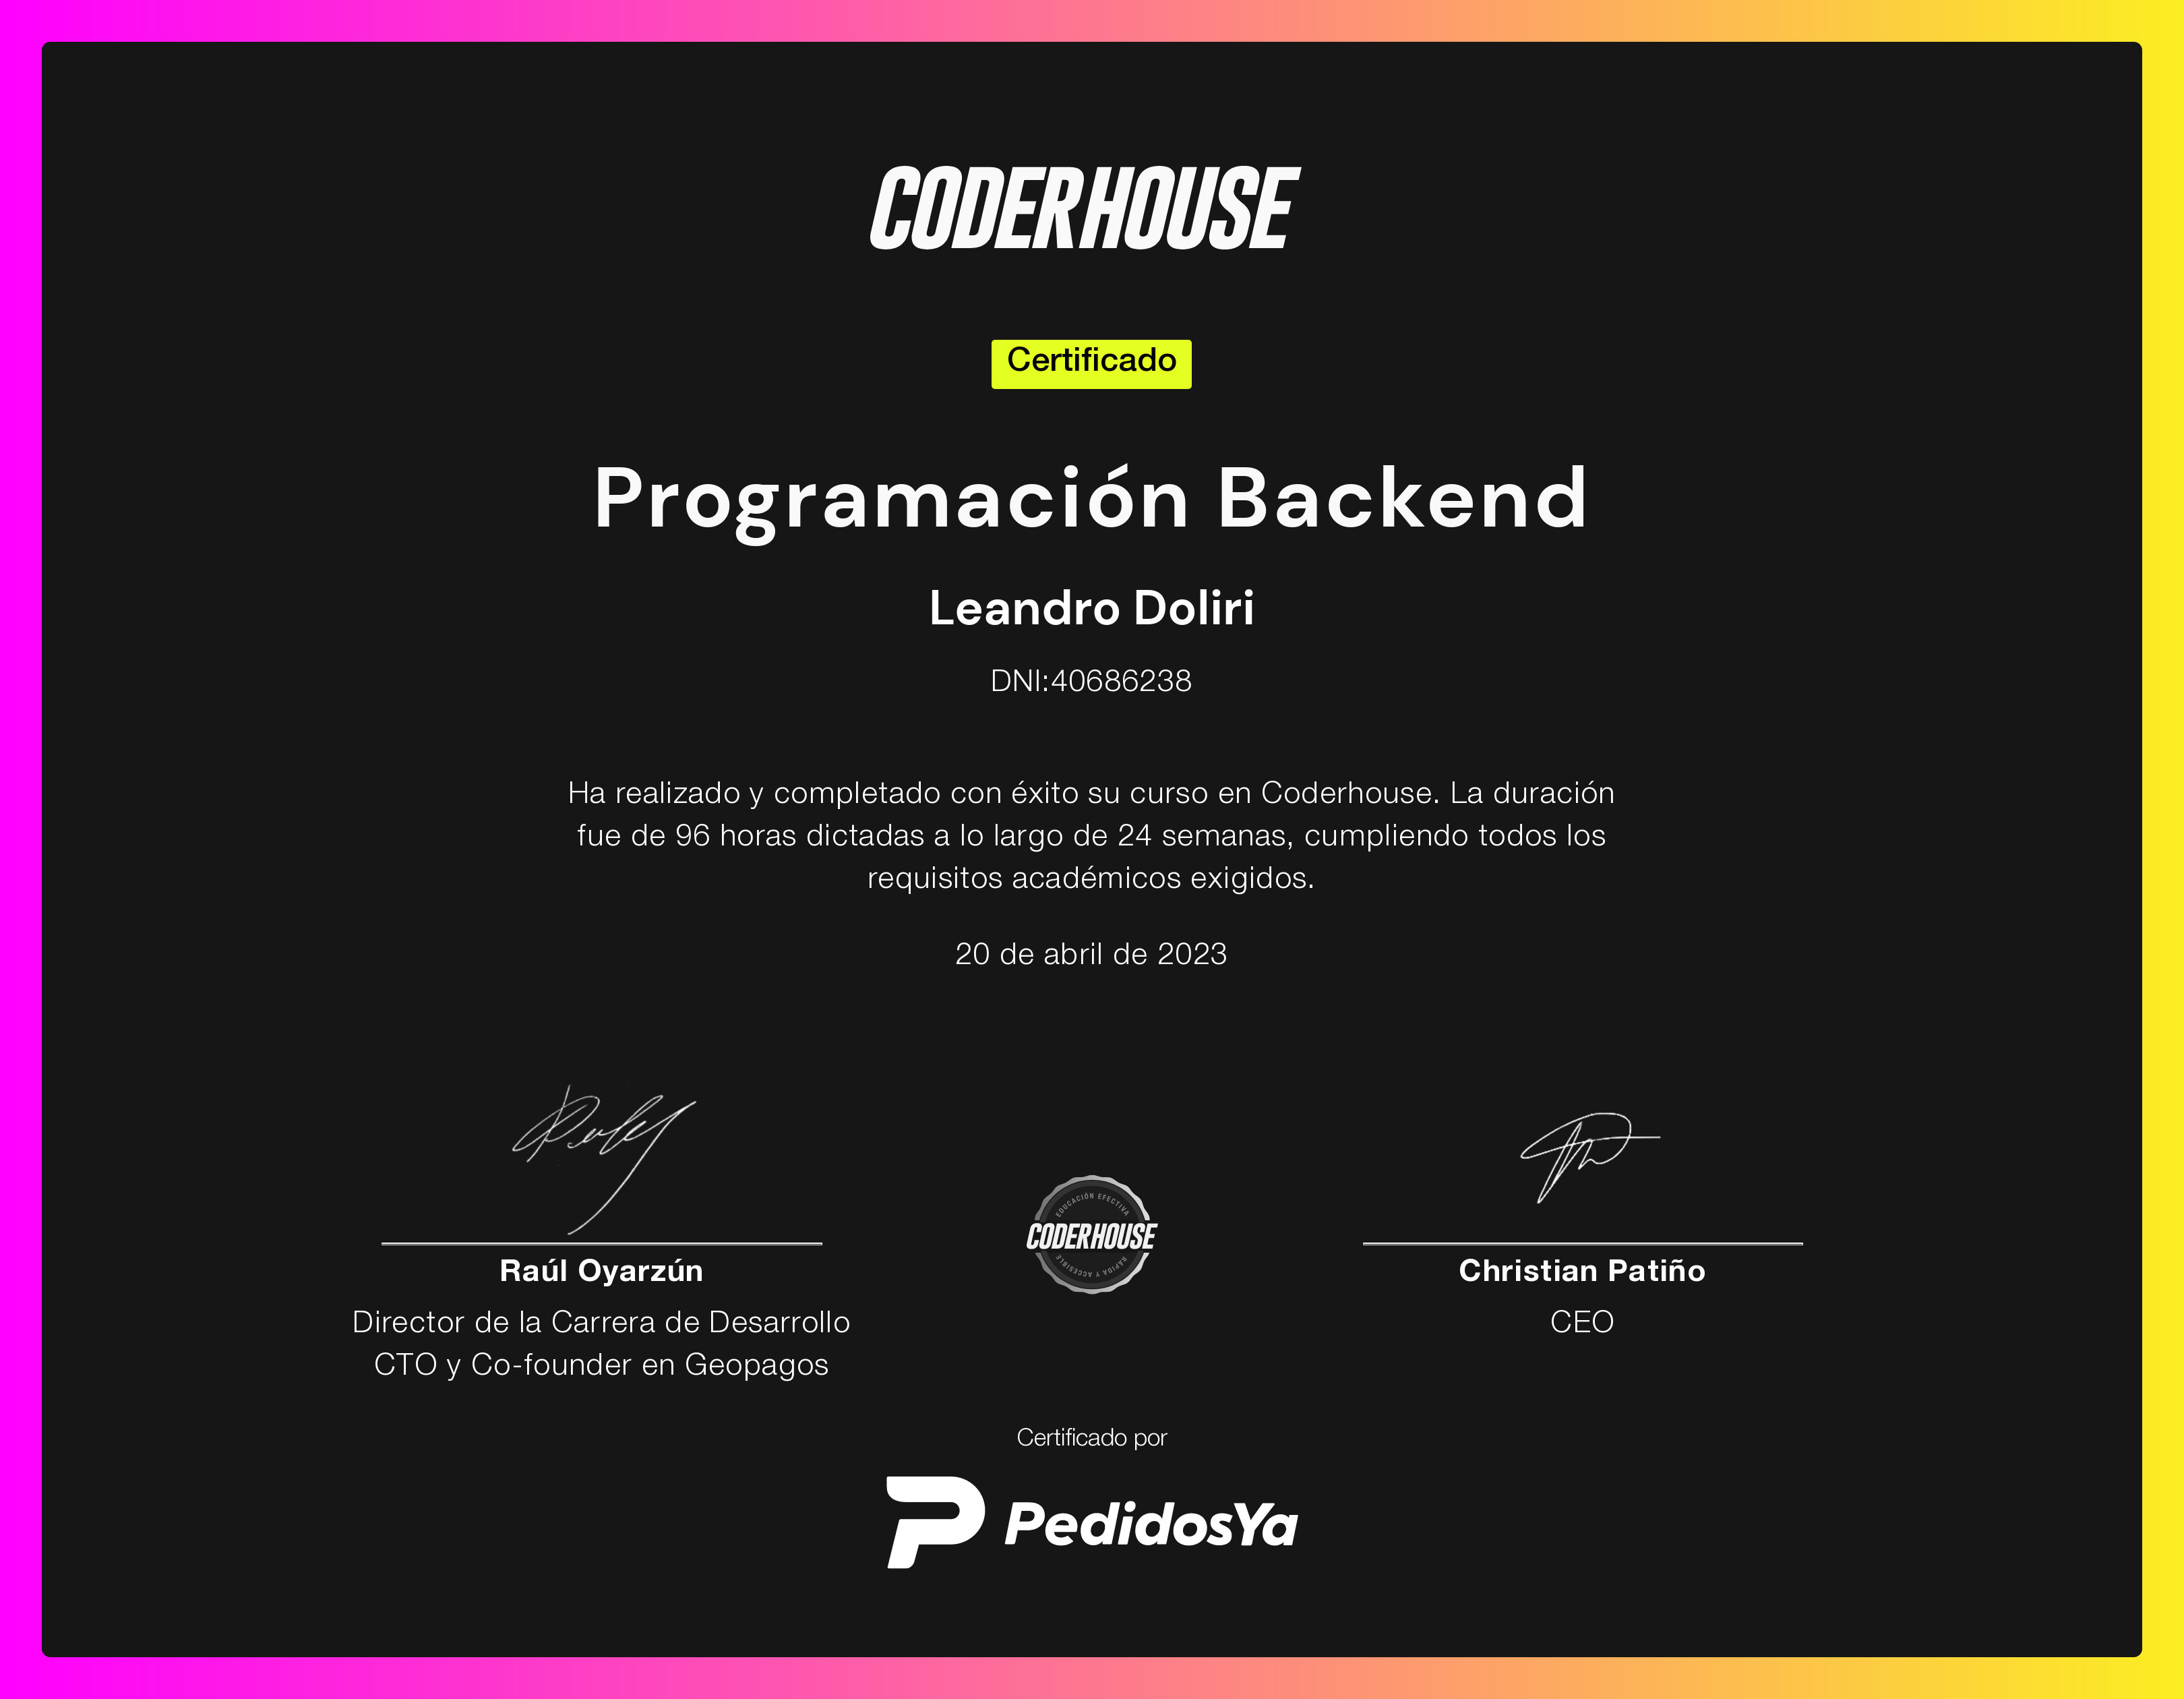 CODERHOUSE
Certificado
Programación Backend
Leandro Doliri
DNI:40686238
Ha realizado y completado con éxito su curso en Coderhouse. La duración
fue de 96 horas dictadas a lo largo de 24 semanas, cumpliendo todos los
requisitos académicos exigidos.
20 de abril de 2023
Raúl Oyarzún
Director de la Carrera de Desarrollo
CTO y Co-founder en Geopagos
EDUCACIÓN EFECTIVA
CODERHOUSE
RÁPIDA Y ACCESIBLE
Christian Patiño
CEO
Certificado por
PedidosYa